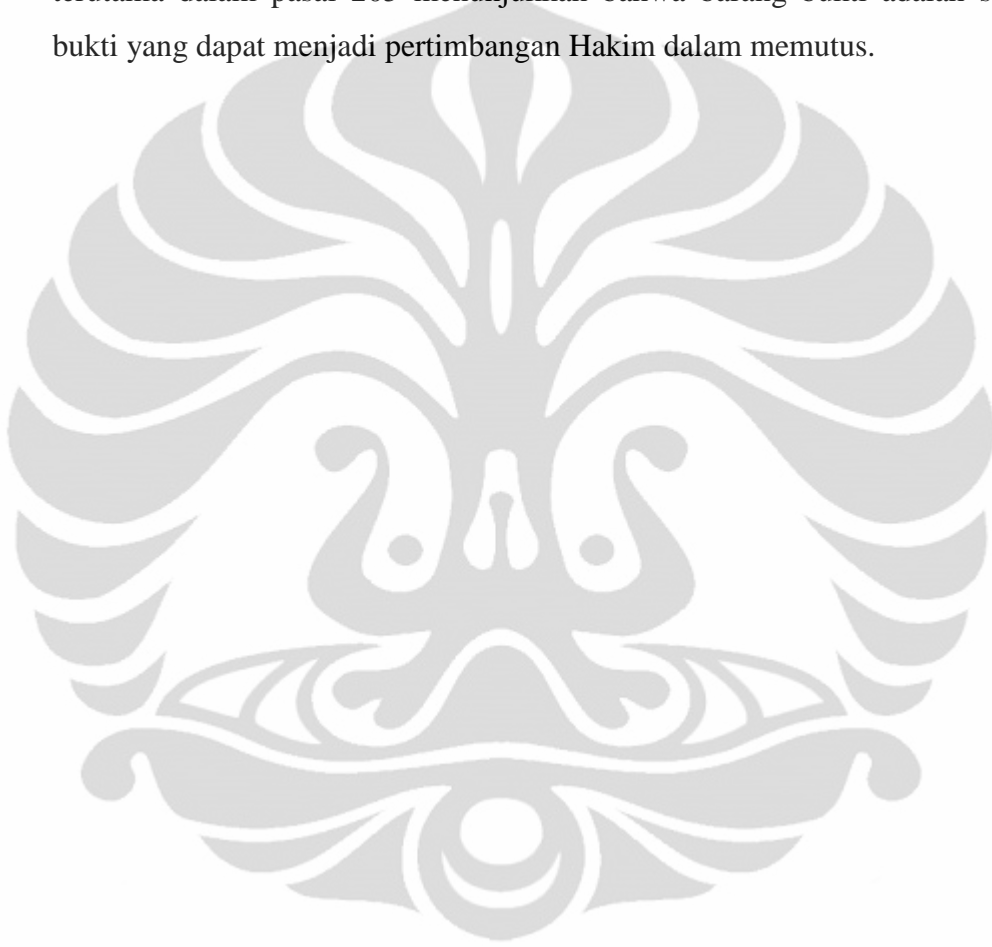 terutama dalam pasal menunjukkan bahwa barang bukti adalah
bukti yang dapat menjadi pertimbangan Hakim dalam memutus.